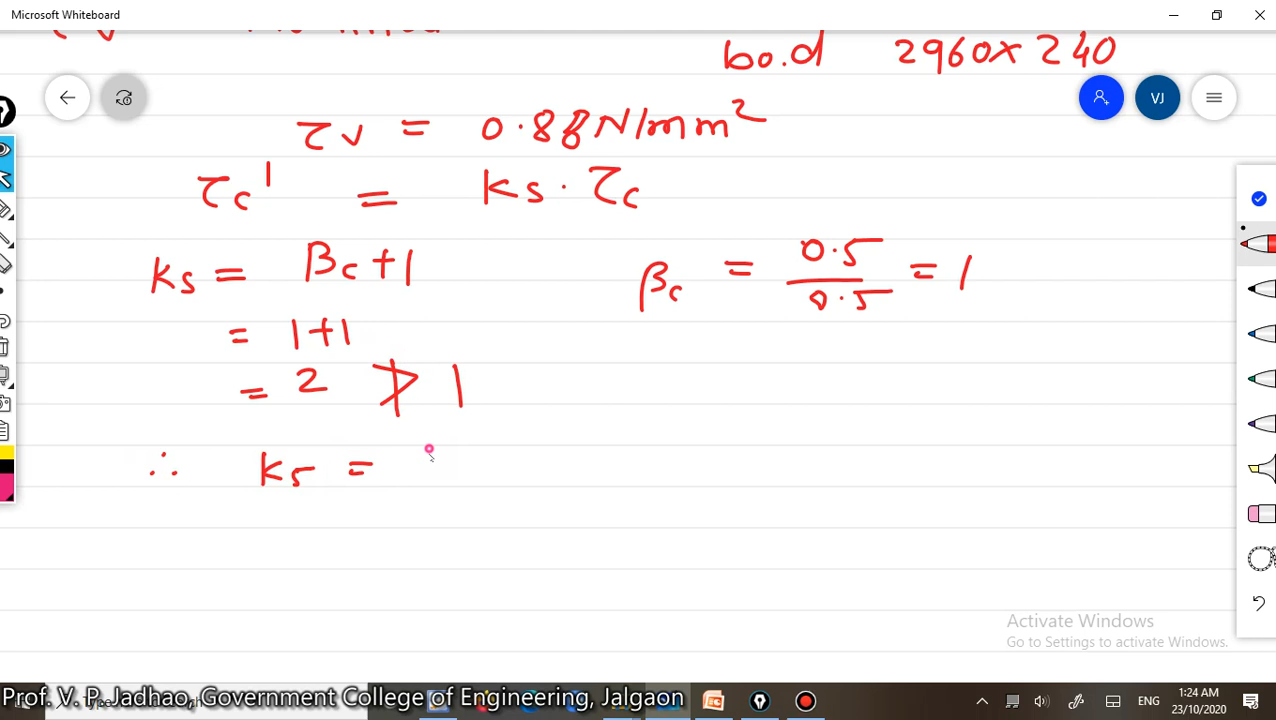 Microsoft Whiteboard
bo.d 2960 × 240
τv = 0.88 N/mm²
τc' = ks · τc
ks = βc + 1
βc = 0.5 / 0.5 = 1
= 1 + 1
= 2 ≯ 1
∴ ks =
VJ
Activate Windows
Go to Settings to activate Windows.
Prof. V. P. Jadhao, Government College of Engineering, Jalgaon
ENG
1:24 AM
23/10/2020